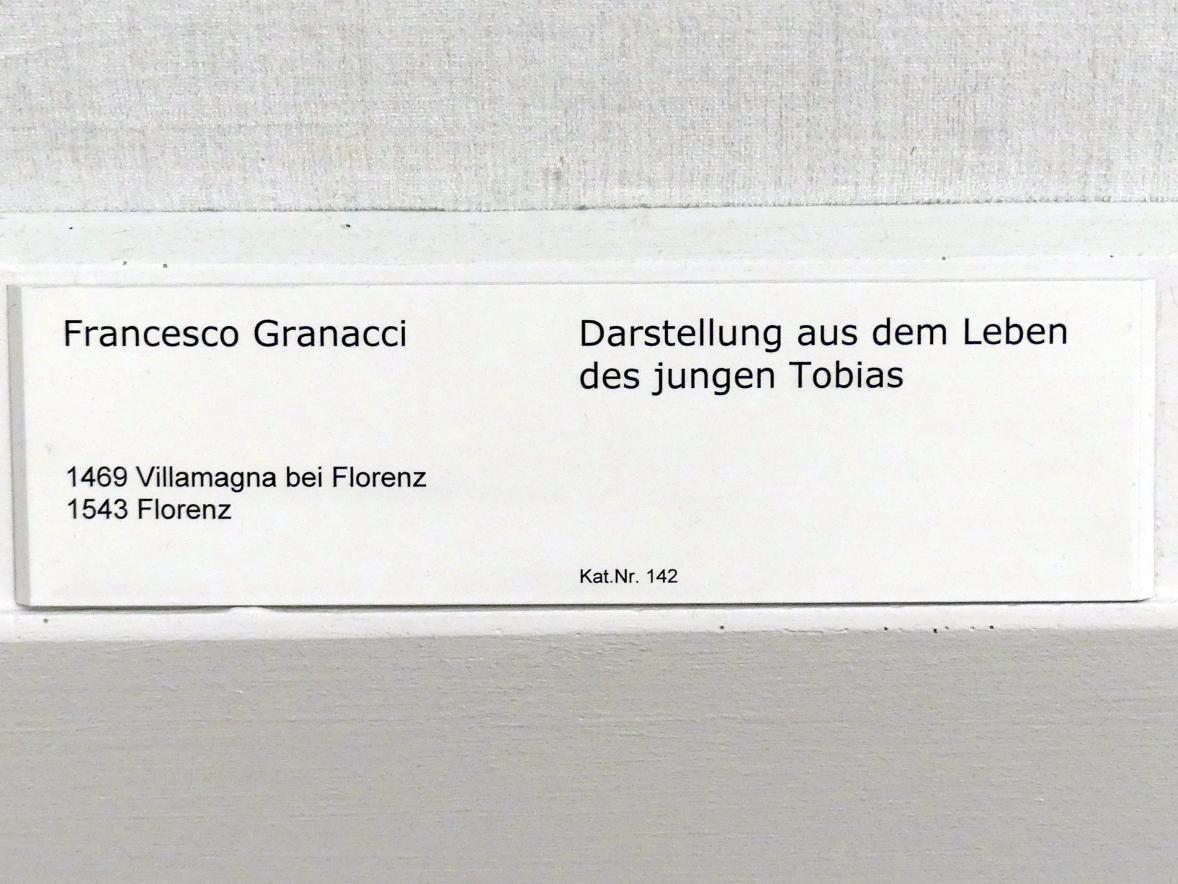 Francesco Granacci
1469 Villamagna bei Florenz
1543 Florenz
Darstellung aus dem Leben
des jungen Tobias
Kat.Nr. 142